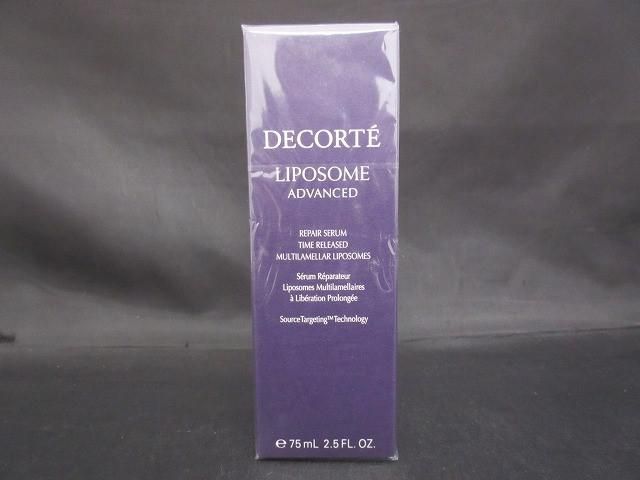 DECORTÉ
LIPOSOME
ADVANCED
REPAIR SERUM
TIME RELEASED
MULTILAMELLAR LIPOSOMES
Sérum Réparateur
Liposomes Multilamellaires
à Libération Prolongée
SourceTargeting™Technology
℮ 75 mL 2.5 FL. OZ.